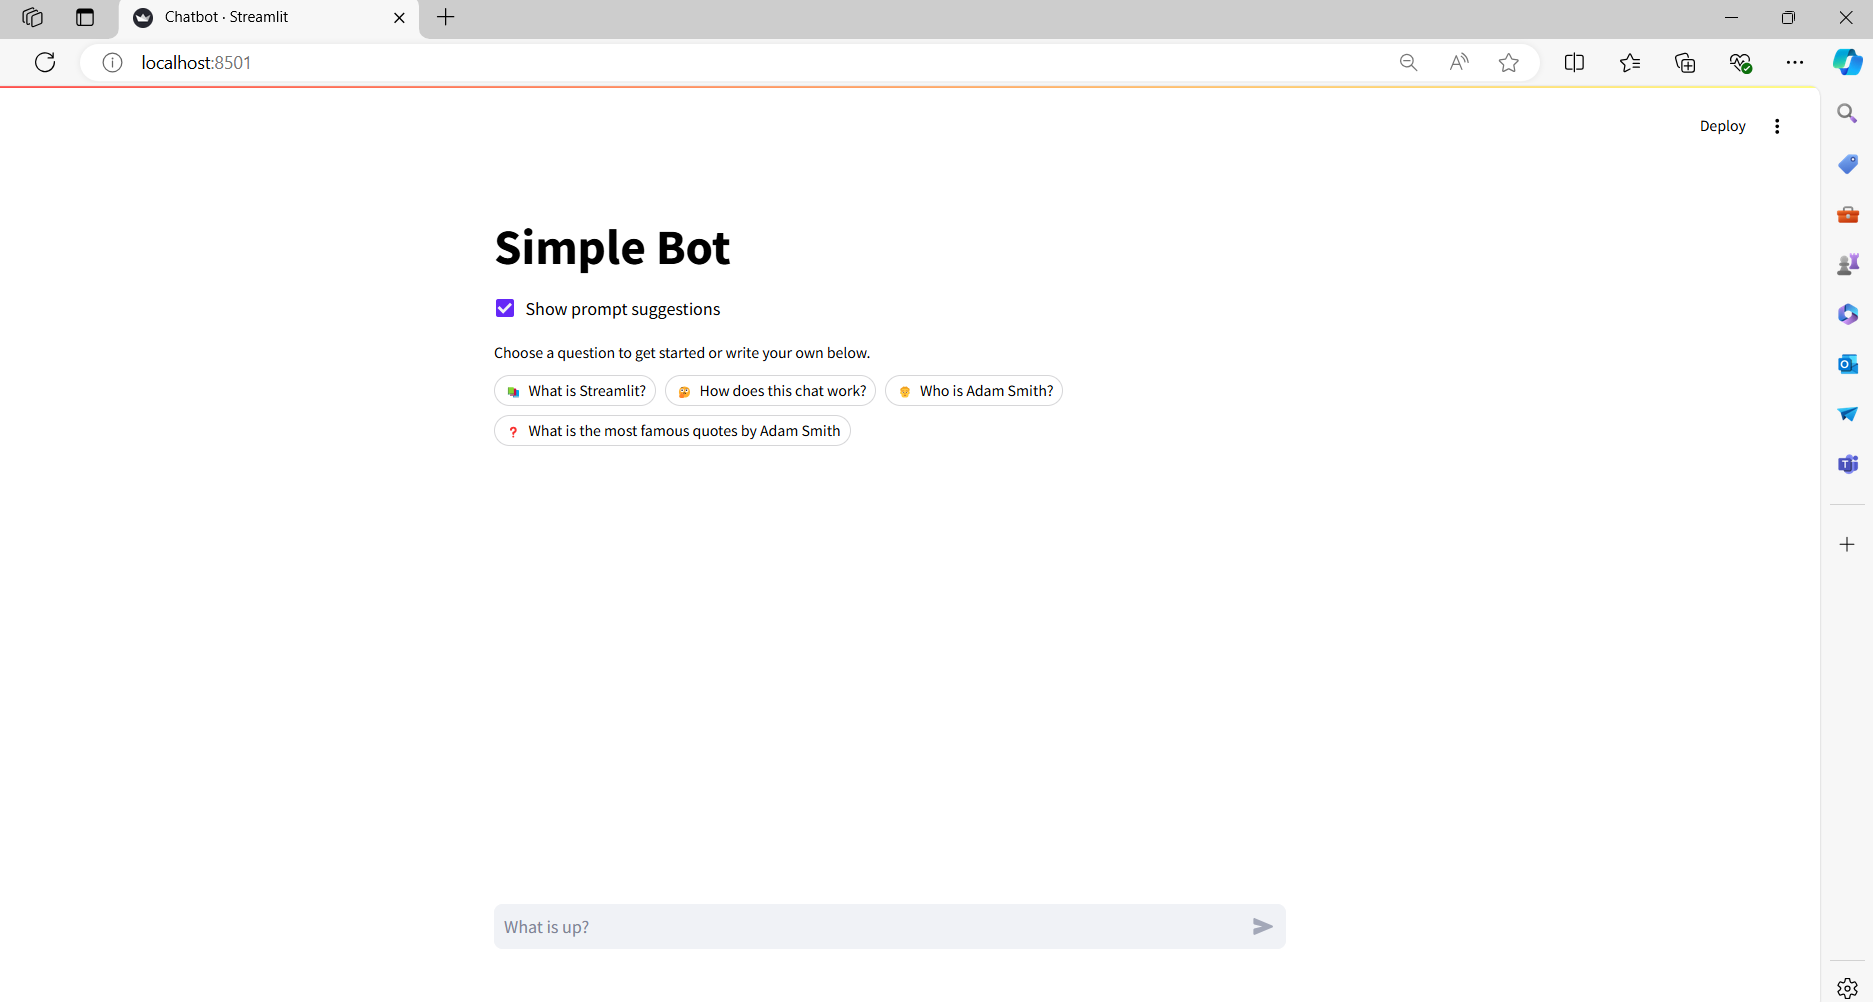 Chatbot · Streamlit
localhost:8501
Deploy
Simple Bot
Show prompt suggestions
Choose a question to get started or write your own below.
What is Streamlit?
How does this chat work?
Who is Adam Smith?
❓ What is the most famous quotes by Adam Smith
What is up?